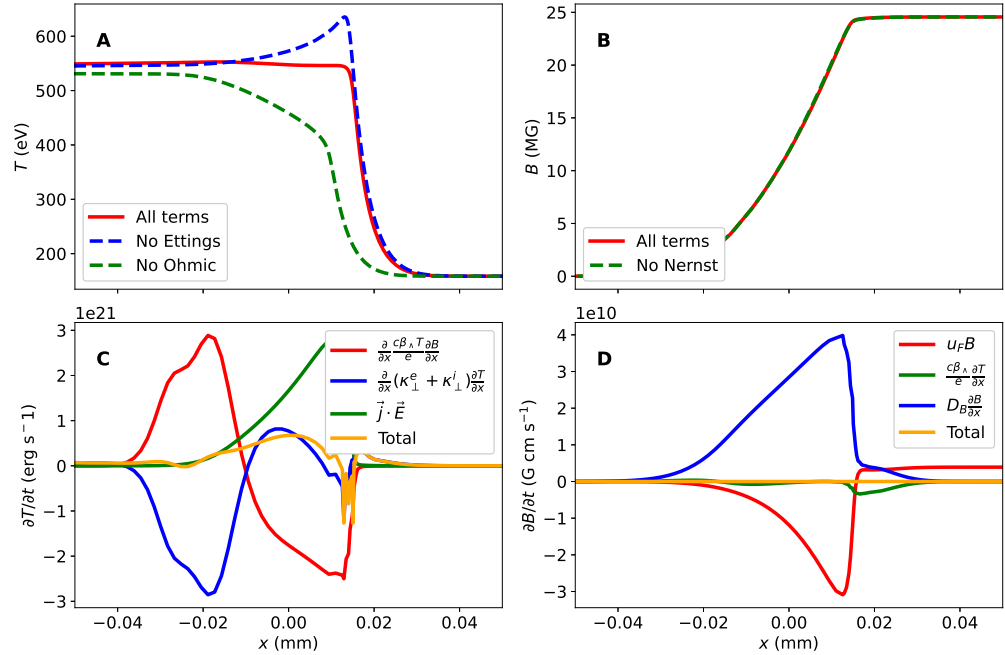 A
T (eV)
600
500
400
300
200
All terms
No Ettings
No Ohmic
B
B (MG)
25
20
15
10
5
0
All terms
No Nernst
1e21
C
∂T/∂t (erg s−1)
3
2
1
0
−1
−2
−3
∂/∂x cβ∧T/e ∂B/∂x
∂/∂x (κ⊥^e + κ⊥^i) ∂T/∂x
j⃗ · E⃗
Total
−0.04 −0.02 0.00 0.02 0.04
x (mm)
1e10
D
∂B/∂t (G cm s⁻¹)
4
3
2
1
0
−1
−2
−3
u_F B
cβ∧/e ∂T/∂x
D_B ∂B/∂x
Total
−0.04 −0.02 0.00 0.02 0.04
x (mm)